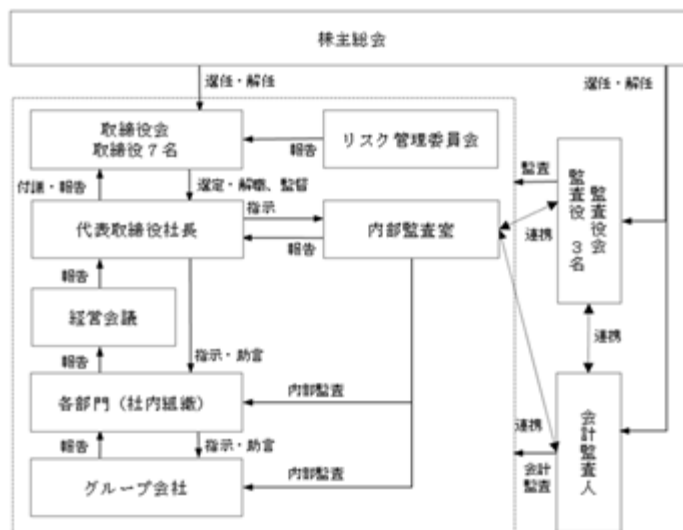 株主総会
選任・解任
選任・解任
取締役会
取締役7名
報告
リスク管理委員会
付議・報告
選定・解職、監督
監査
監査役会
監査役 3名
代表取締役社長
指示
報告
内部監査室
連携
報告
経営会議
連携
報告
指示・助言
各部門(社内組織)
内部監査
報告
指示・助言
連携
会計監査人
グループ会社
内部監査
会計
監査